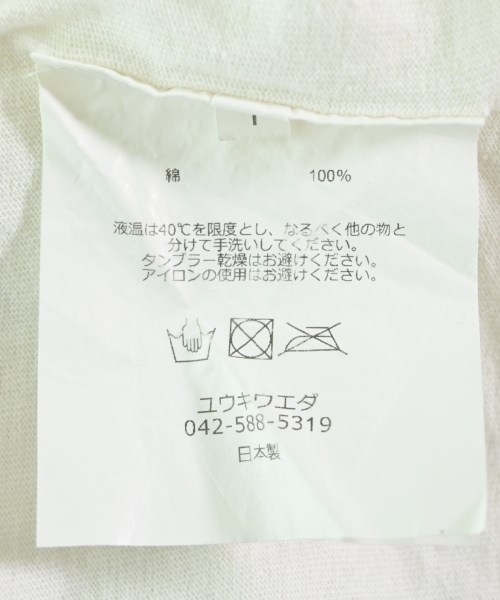 綿 100%
液温は40℃を限度とし、なるべく他の物と
分けて手洗いしてください。
タンブラー乾燥はお避けください。
アイロンの使用はお避けください。
ユウキワエダ
042-588-5319
日本製